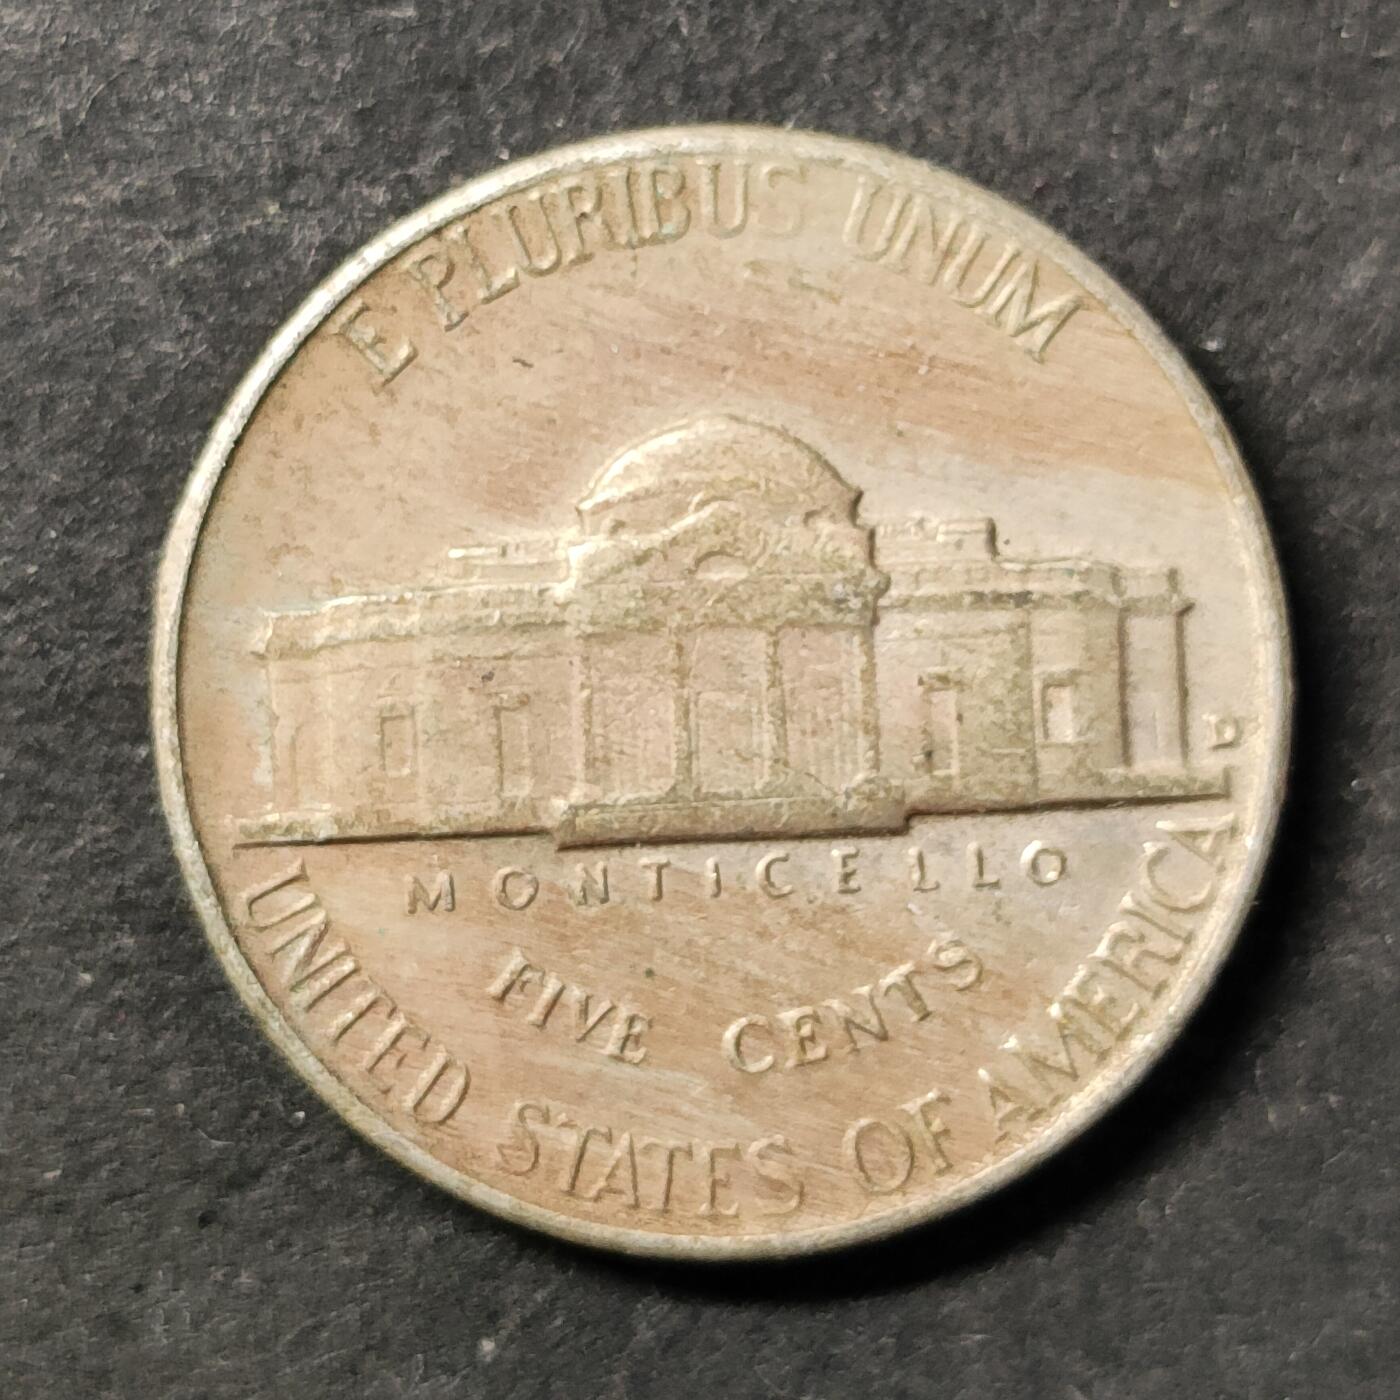 E PLURIBUS UNUM
D
MONTICELLO
FIVE CENTS
UNITED STATES OF AMERICA